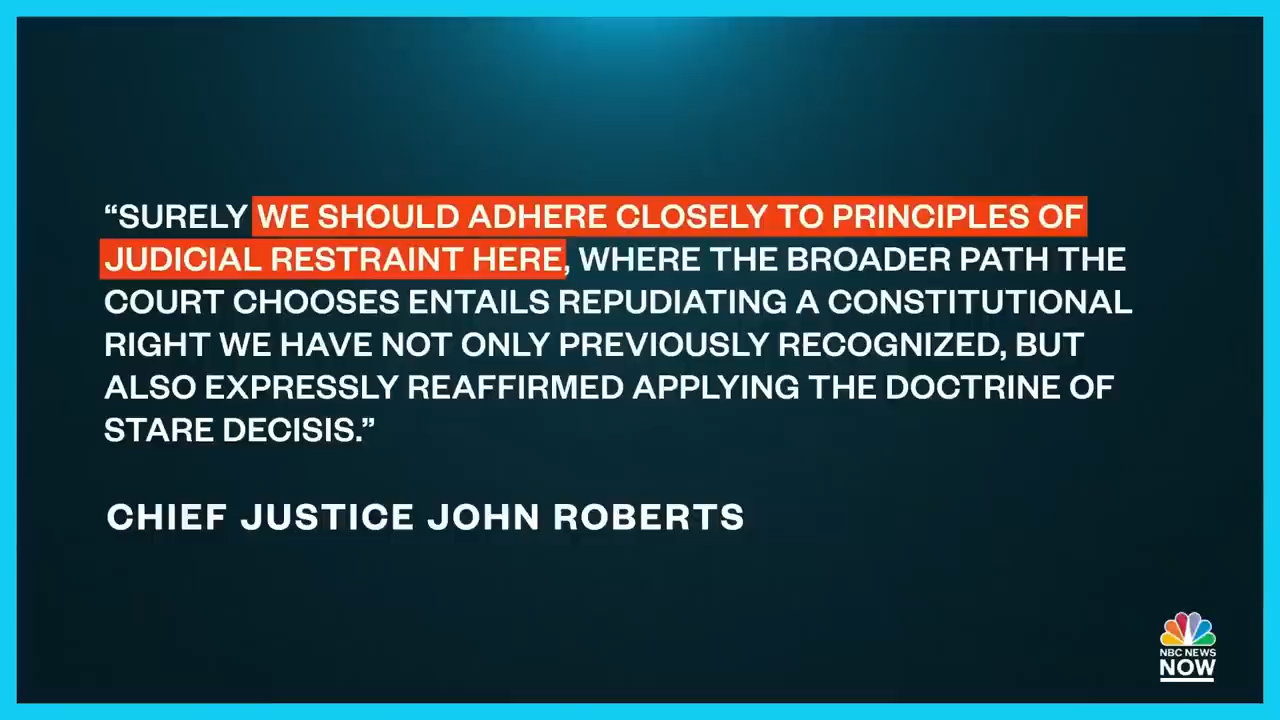 “SURELY WE SHOULD ADHERE CLOSELY TO PRINCIPLES OF
JUDICIAL RESTRAINT HERE, WHERE THE BROADER PATH THE
COURT CHOOSES ENTAILS REPUDIATING A CONSTITUTIONAL
RIGHT WE HAVE NOT ONLY PREVIOUSLY RECOGNIZED, BUT
ALSO EXPRESSLY REAFFIRMED APPLYING THE DOCTRINE OF
STARE DECISIS.”
CHIEF JUSTICE JOHN ROBERTS
NBC NEWS
NOW